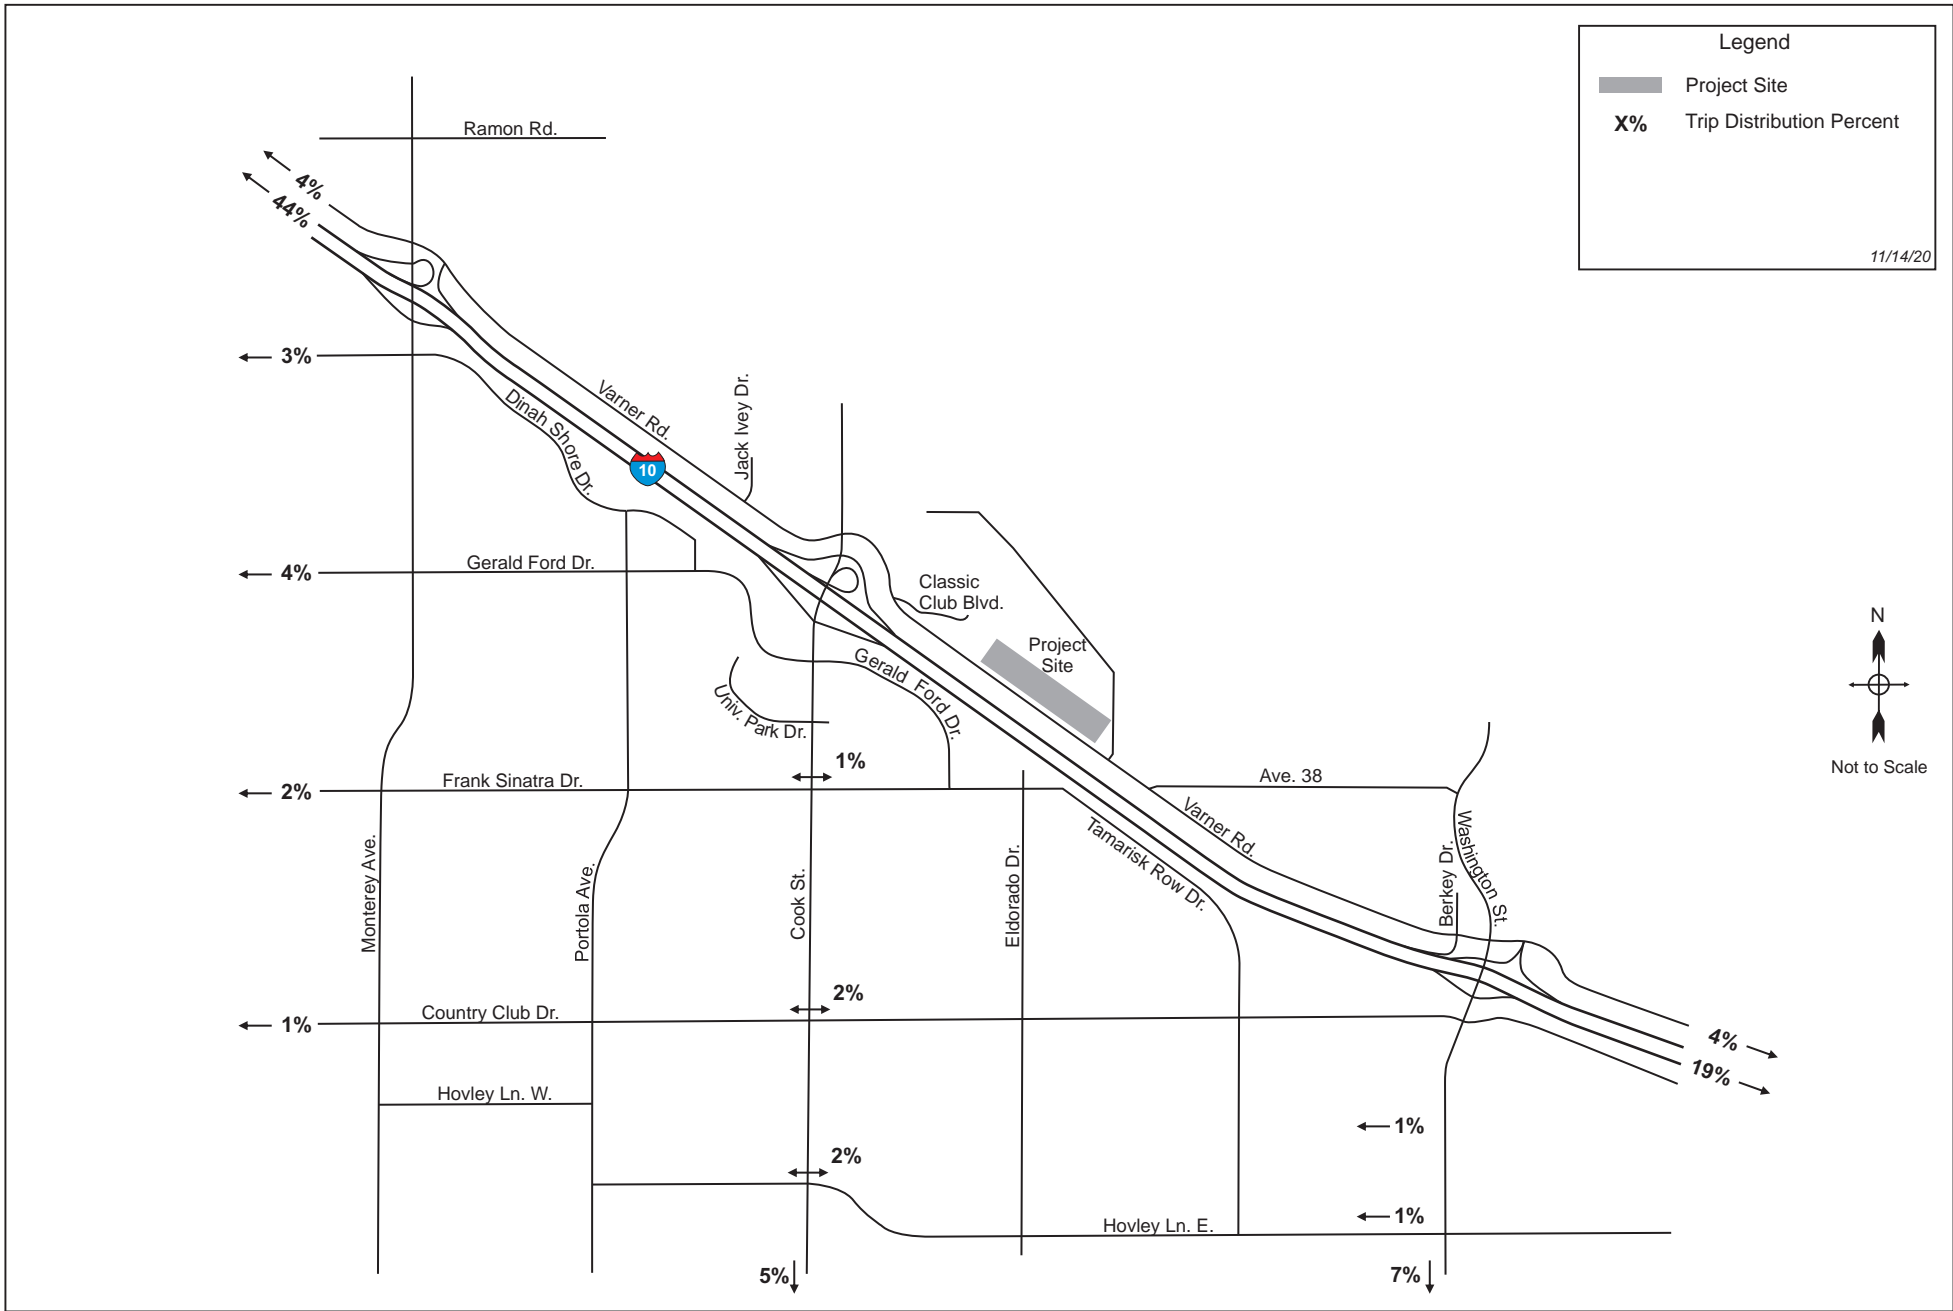 Legend
Project Site
X%
Trip Distribution Percent
11/14/20
Ramon Rd.
4%
44%
3%
Varner Rd.
Dinah Shore Dr.
Jack Ivey Dr.
10
Gerald Ford Dr.
4%
Classic
Club Blvd.
Project
Site
Gerald Ford Dr.
Univ. Park Dr.
N
Not to Scale
1%
Frank Sinatra Dr.
2%
Ave. 38
Varner Rd.
Tamarisk Row Dr.
Washington St.
Berkey Dr.
Monterey Ave.
Portola Ave.
Cook St.
Eldorado Dr.
2%
Country Club Dr.
1%
4%
19%
Hovley Ln. W.
1%
2%
1%
Hovley Ln. E.
5%
7%